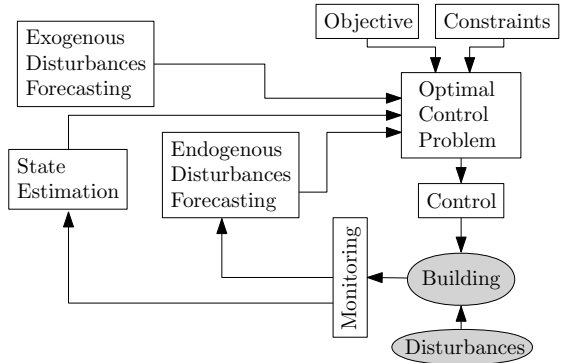 Objective
Constraints
Exogenous
Disturbances
Forecasting
Optimal
Control
Problem
Endogenous
Disturbances
Forecasting
State
Estimation
Control
Monitoring
Building
Disturbances